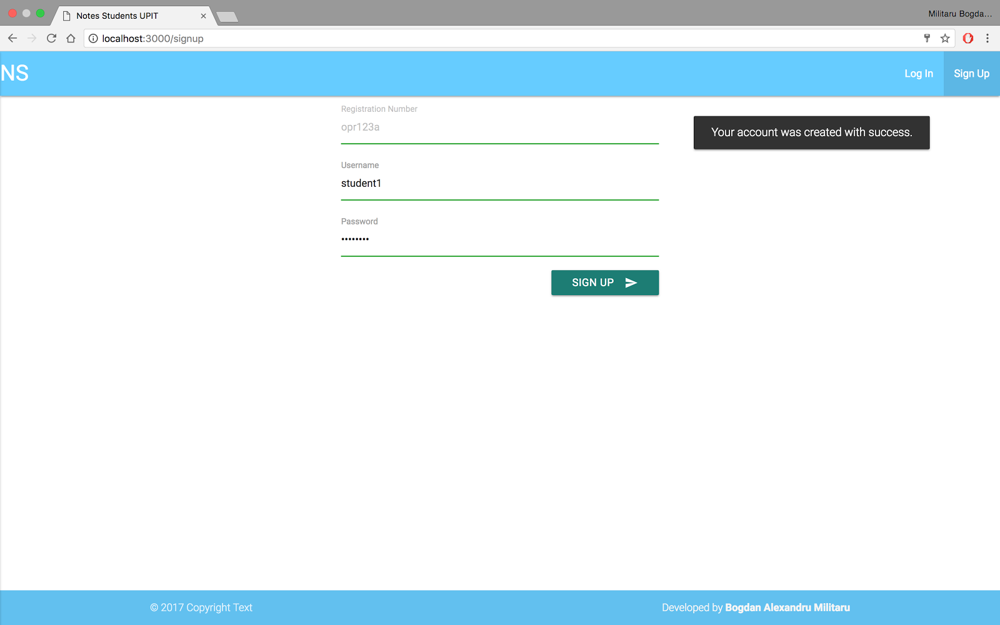 Notes Students UPIT
Militaru Bogda...
localhost:3000/signup
NS
Log In
Sign Up
Registration Number
opr123a
Your account was created with success.
Username
student1
Password
••••••••
SIGN UP
© 2017 Copyright Text
Developed by Bogdan Alexandru Militaru